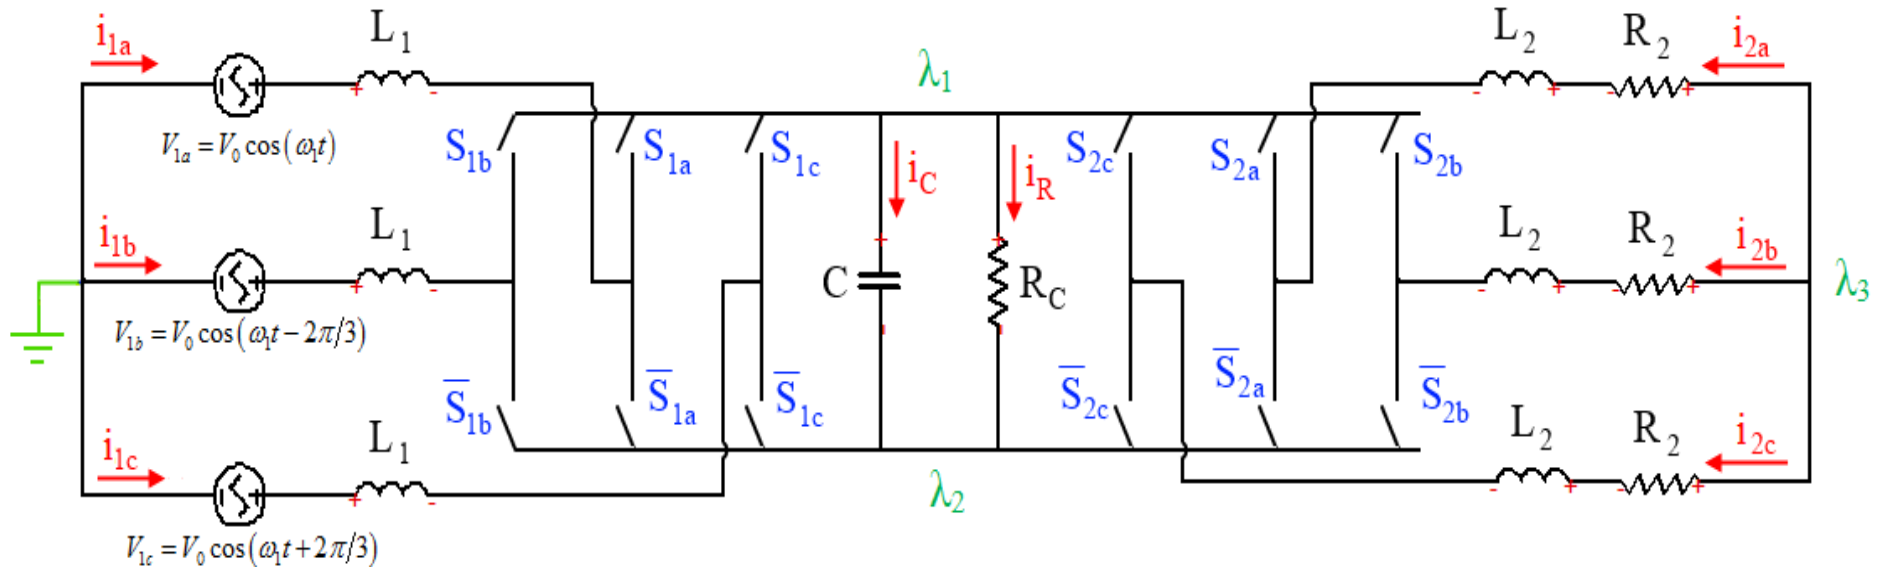 i1a L1 λ1 L2 R2 i2a
V1a = V0 cos(ω1t)
S1b S1a S1c iC iR S2c S2a S2b
i1b L1 C RC L2 R2 i2b λ3
V1b = V0 cos(ω1t − 2π/3)
S̅1b S̅1a S̅1c S̅2c S̅2a S̅2b
i1c L1 λ2 L2 R2 i2c
V1c = V0 cos(ω1t + 2π/3)